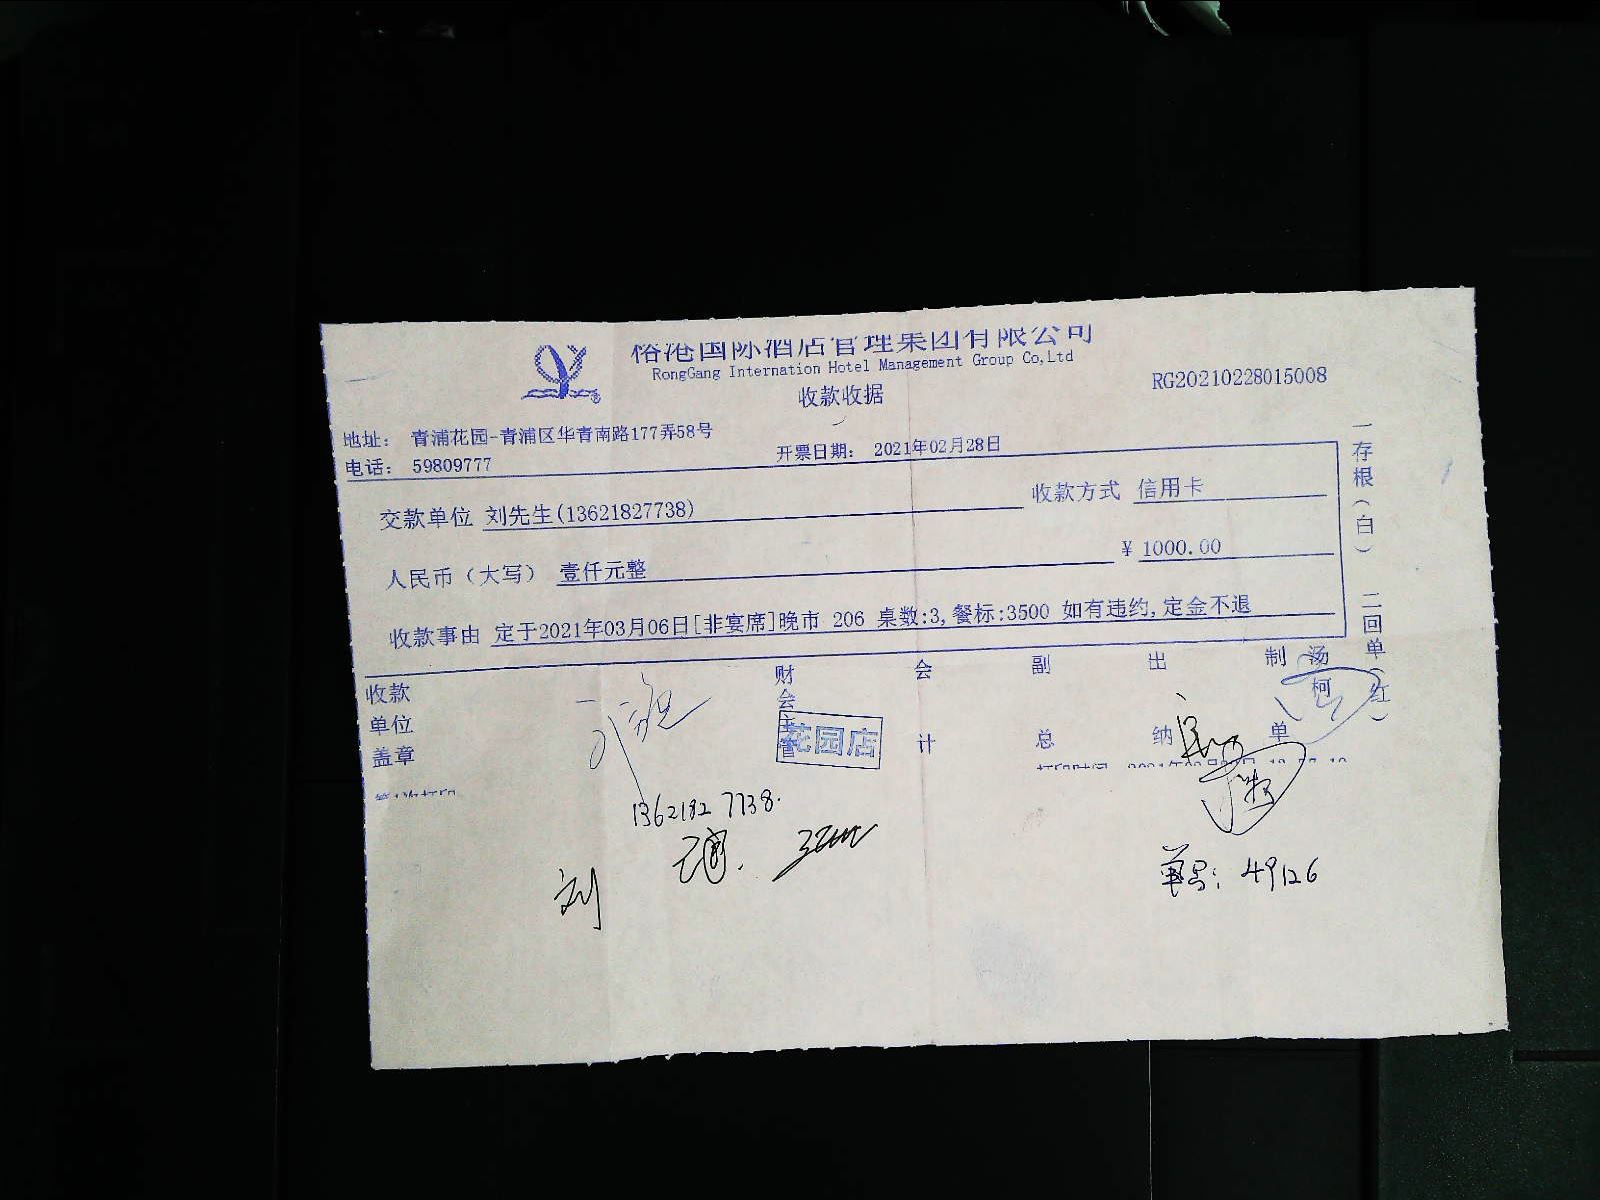 榕港国际酒店管理集团有限公司
RongGang Internation Hotel Management Group Co,Ltd
收款收据
RG20210228015008
地址： 青浦花园-青浦区华青南路177弄58号
电话： 59809777
开票日期： 2021年02月28日
交款单位 刘先生(13621827738)
收款方式 信用卡
人民币（大写） 壹仟元整
¥ 1000.00
收款事由 定于2021年03月06日[非宴席]晚市 206 桌数:3,餐标:3500 如有违约,定金不退
一存根（白） 二回单（红）
收款单位盖章
财会主管
会计
副总
出纳
制单
汤柯
花园店
13621827738.
刘
单号：49126